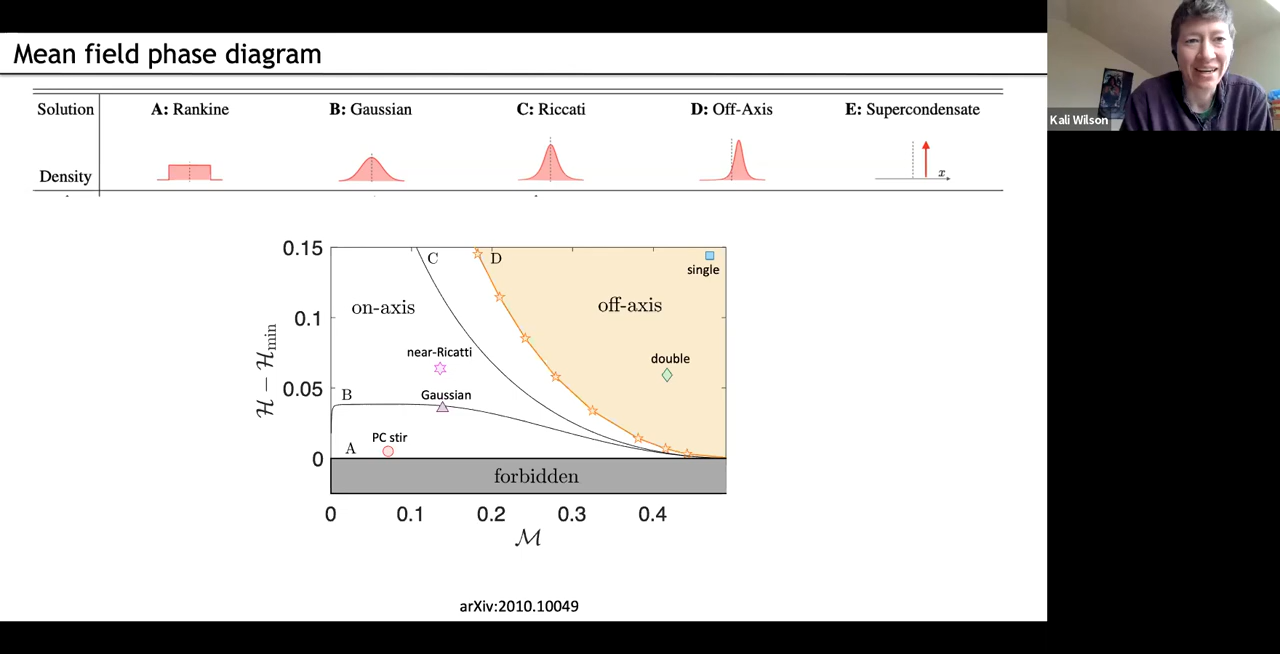 Mean field phase diagram
Kali Wilson
Solution A: Rankine B: Gaussian C: Riccati D: Off-Axis E: Supercondensate
Density
x
0.15
C
D
single
on-axis
off-axis
0.1
near-Ricatti
double
0.05
B
Gaussian
PC stir
A
0
forbidden
ℋ − ℋmin
0 0.1 0.2 0.3 0.4
ℳ
arXiv:2010.10049